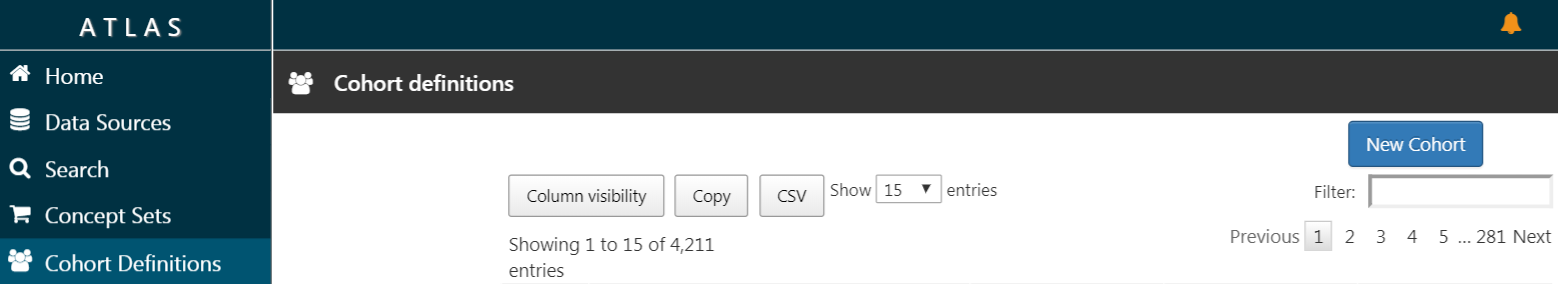 ATLAS
Home
Data Sources
Search
Concept Sets
Cohort Definitions
Cohort definitions
New Cohort
Column visibility Copy CSV Show 15 entries Filter:
Showing 1 to 15 of 4,211
entries
Previous 1 2 3 4 5 ... 281 Next